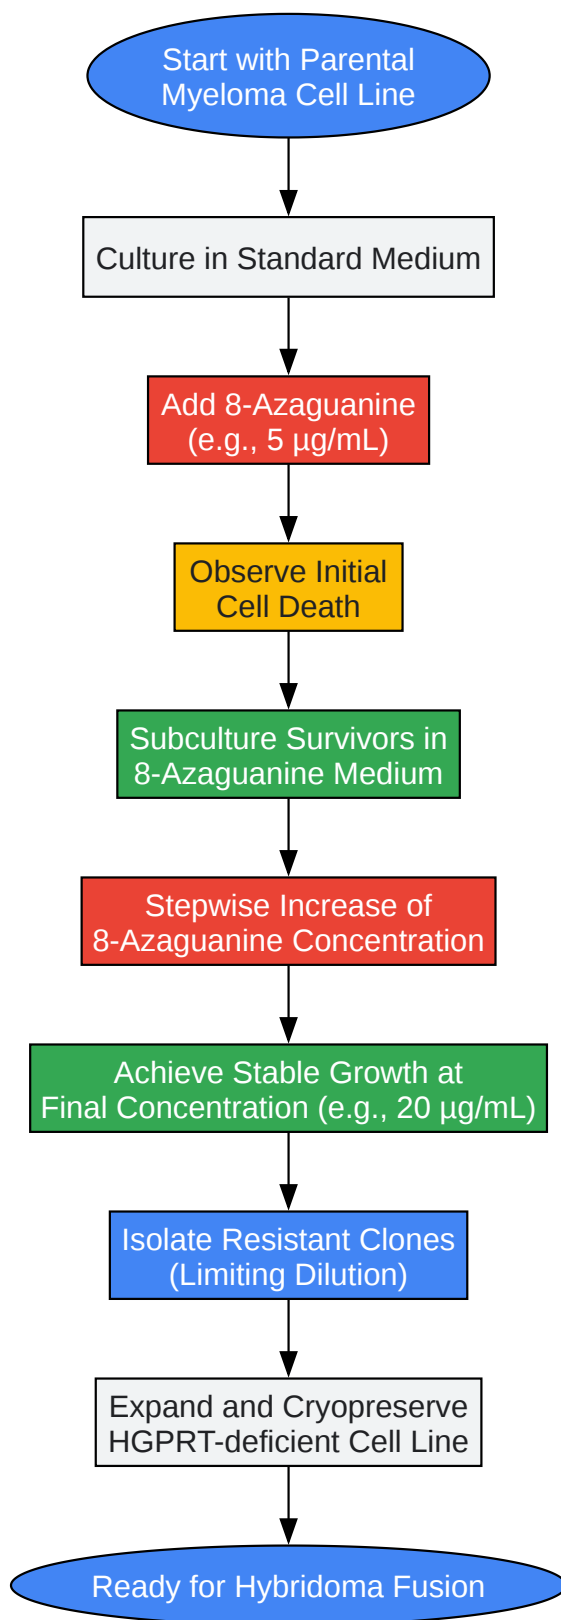 Start with Parental
Myeloma Cell Line
Culture in Standard Medium
Add 8-Azaguanine
(e.g., 5 µg/mL)
Observe Initial
Cell Death
Subculture Survivors in
8-Azaguanine Medium
Stepwise Increase of
8-Azaguanine Concentration
Achieve Stable Growth at
Final Concentration (e.g., 20 µg/mL)
Isolate Resistant Clones
(Limiting Dilution)
Expand and Cryopreserve
HGPRT-deficient Cell Line
Ready for Hybridoma Fusion